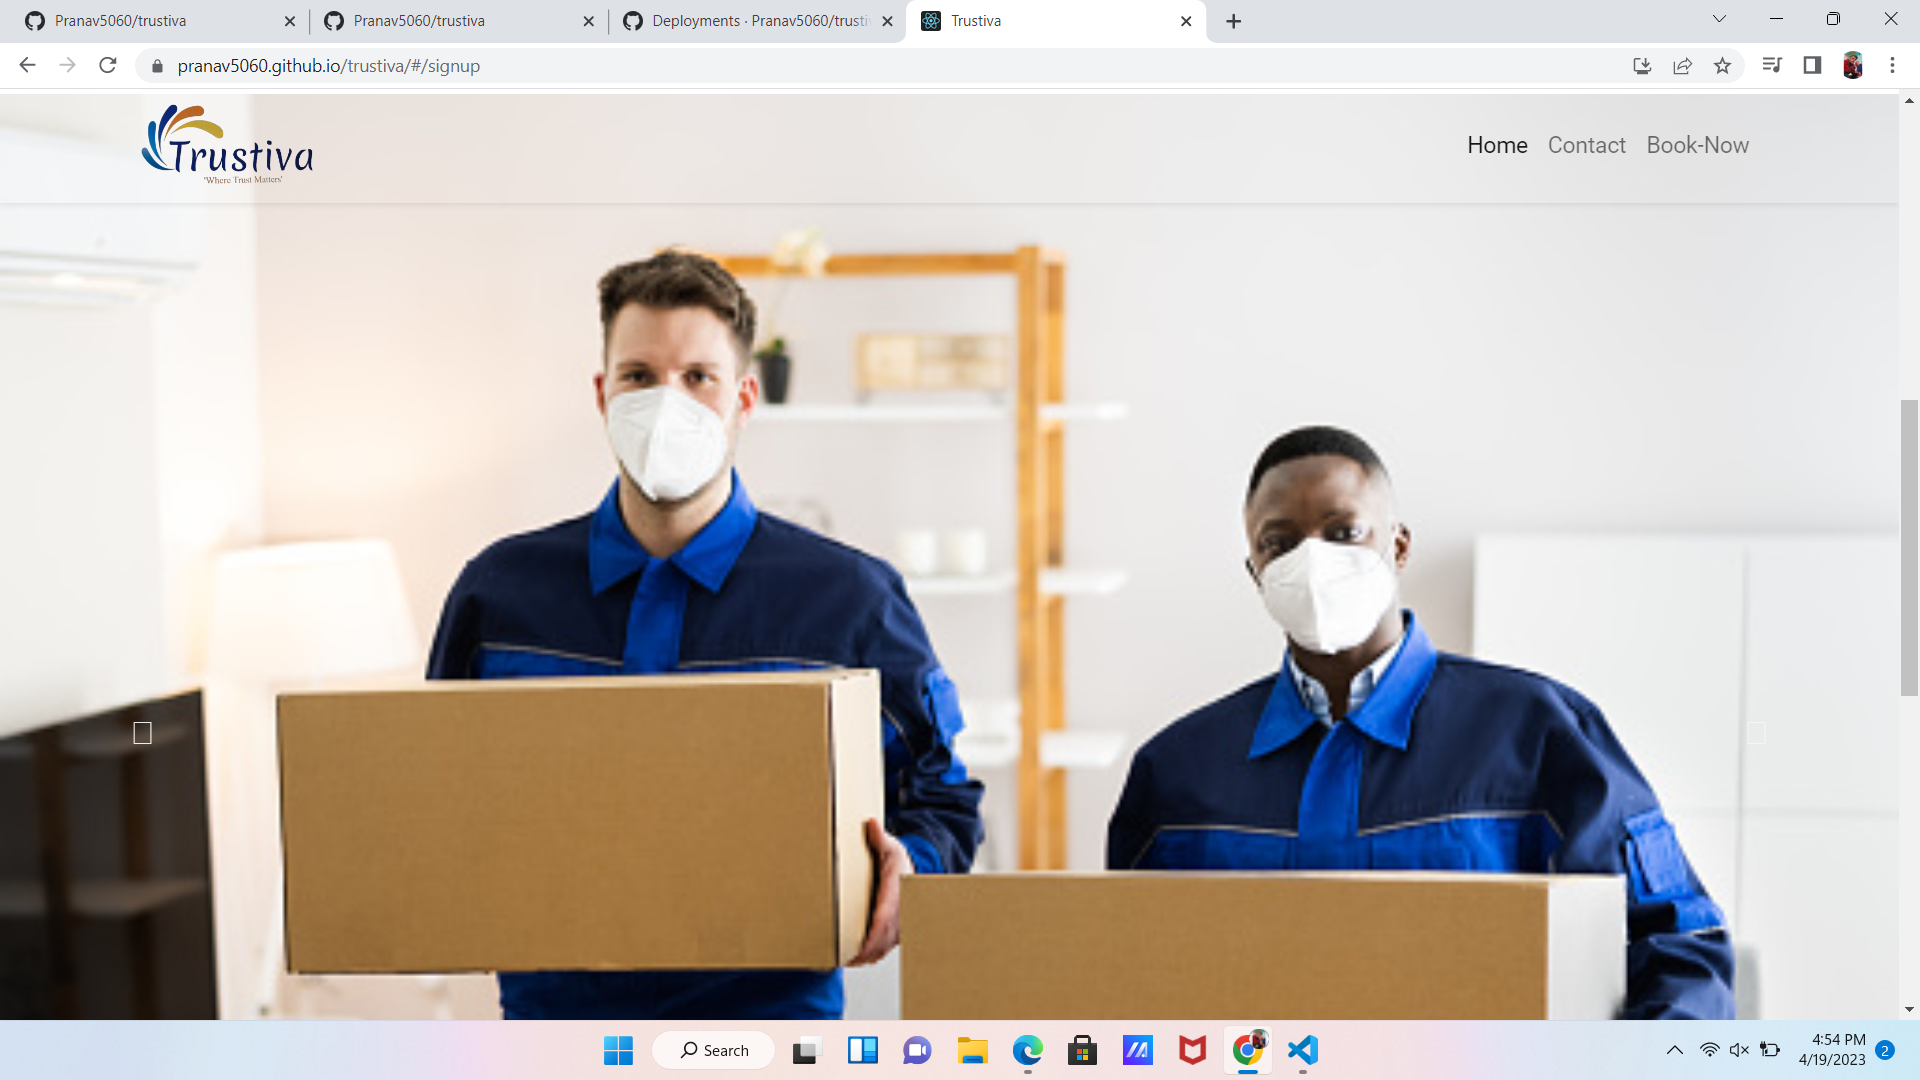 Pranav5060/trustiva
Pranav5060/trustiva
Deployments · Pranav5060/trusti
Trustiva
pranav5060.github.io/trustiva/#/signup
Trustiva
'Where Trust Matters'
Home Contact Book-Now
Search
4:54 PM
4/19/2023
2